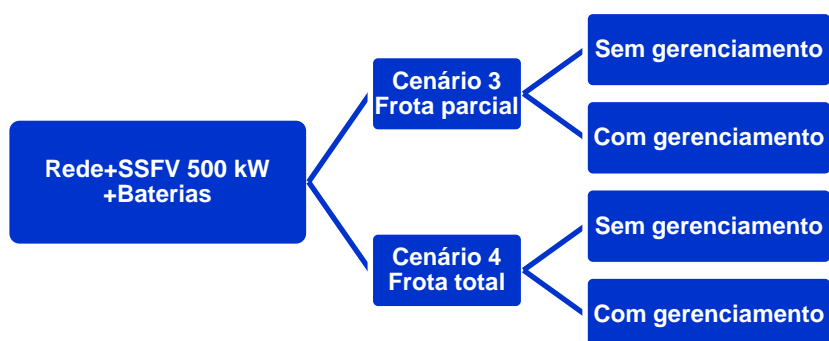 Rede+SSFV 500 kW
+Baterias
Cenário 3
Frota parcial
Sem gerenciamento
Com gerenciamento
Cenário 4
Frota total
Sem gerenciamento
Com gerenciamento